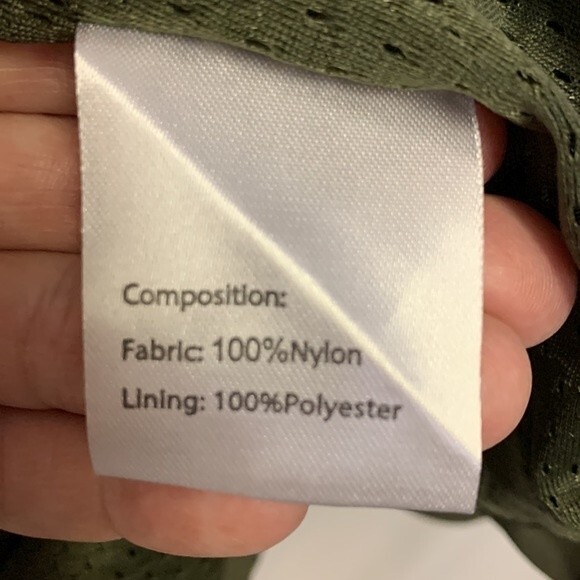 Composition:
Fabric: 100%Nylon
Lining: 100%Polyester